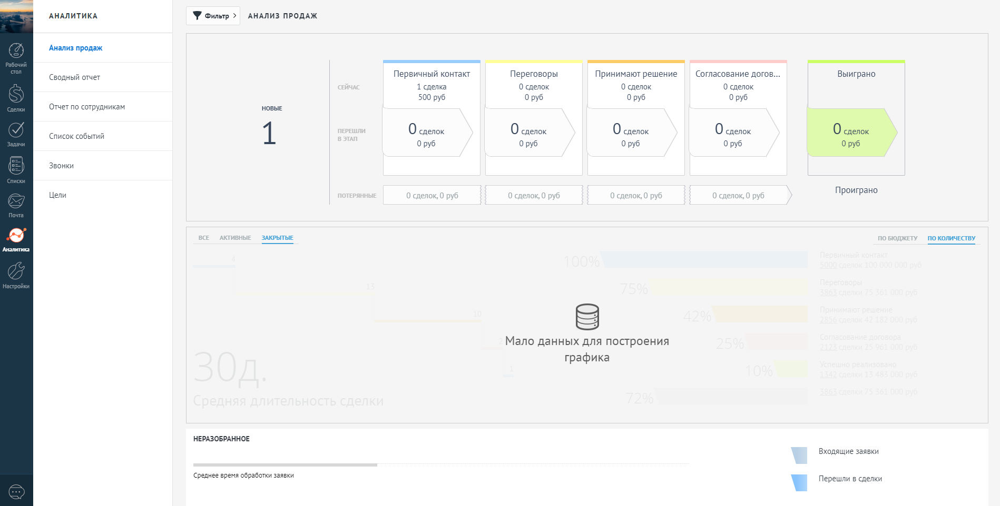 Рабочий
стол
Сделки
Задачи
Списки
Почта
Аналитика
Настройки
АНАЛИТИКА
Анализ продаж
Сводный отчет
Отчет по сотрудникам
Список событий
Звонки
Цели
Фильтр
АНАЛИЗ ПРОДАЖ
НОВЫЕ
1
СЕЙЧАС
ПЕРЕШЛИ
В ЭТАП
ПОТЕРЯННЫЕ
Первичный контакт
1 сделка
500 руб
0 сделок
0 руб
0 сделок, 0 руб
Переговоры
0 сделок
0 руб
0 сделок
0 руб
0 сделок, 0 руб
Принимают решение
0 сделок
0 руб
0 сделок
0 руб
0 сделок, 0 руб
Согласование догов...
0 сделок
0 руб
0 сделок
0 руб
0 сделок, 0 руб
Выиграно
0 сделок
0 руб
Проиграно
ВСЕ АКТИВНЫЕ ЗАКРЫТЫЕ
ПО БЮДЖЕТУ ПО КОЛИЧЕСТВУ
4
13
10
2
1
30д.
Средняя длительность сделки
Мало данных для построения
графика
100%
Первичный контакт
5000 сделок 100 000 000 руб
75%
Переговоры
3863 сделки 75 361 000 руб
42%
Принимают решение
2856 сделок 42 182 000 руб
25%
Согласование договора
2123 сделки 25 961 000 руб
10%
Успешно реализовано
1342 сделки 13 483 000 руб
72%
3863 сделки 75 361 000 руб
НЕРАЗОБРАННОЕ
Среднее время обработки заявки
Входящие заявки
Перешли в сделки